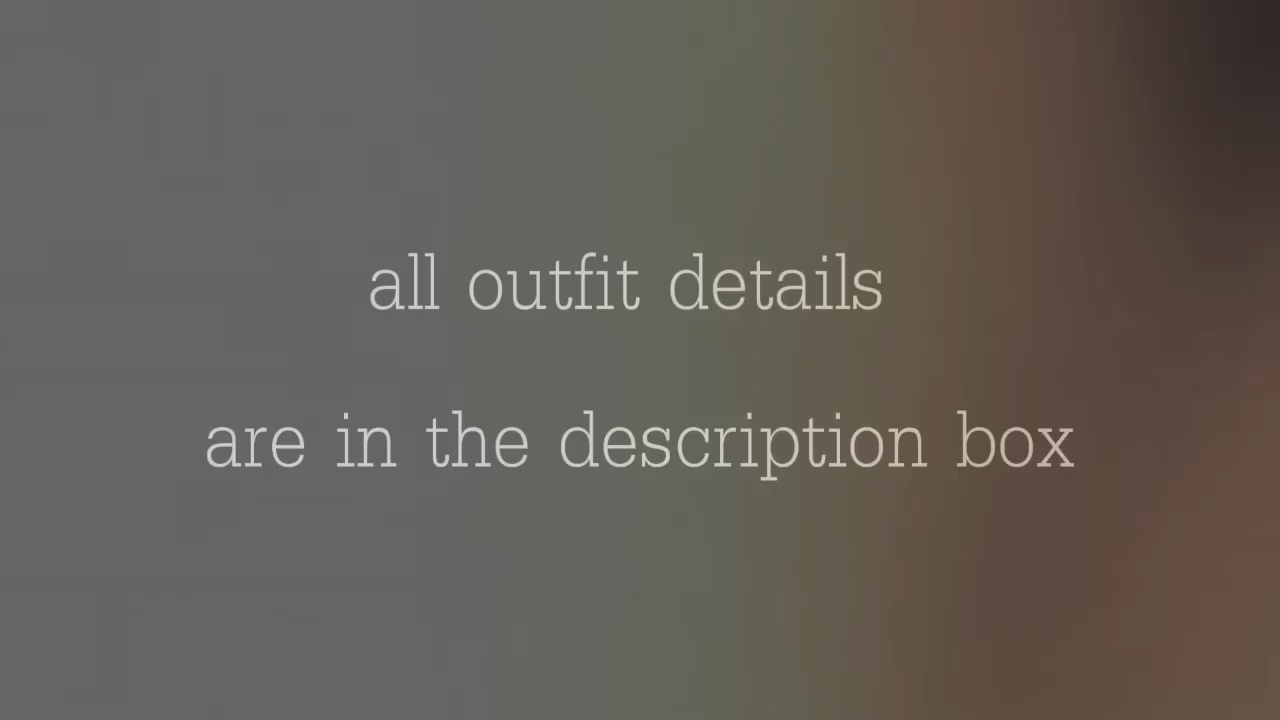 all outfit details
are in the description box